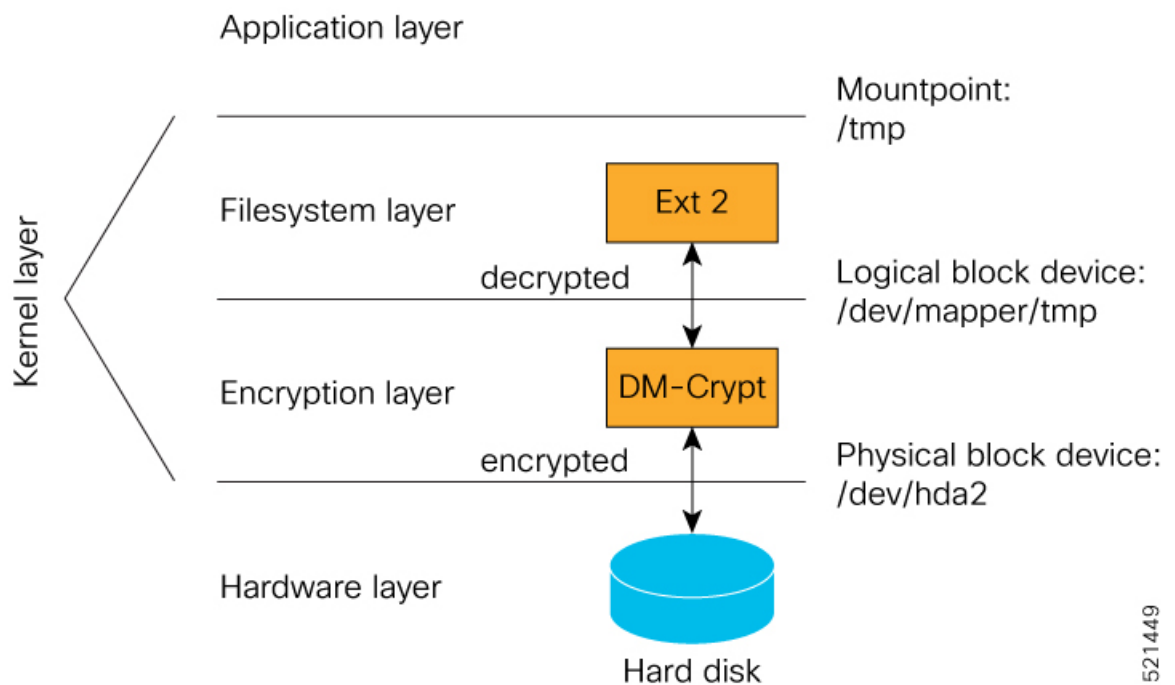 Application layer
Mountpoint:
/tmp
Kernel layer
Filesystem layer
Ext 2
decrypted
Logical block device:
/dev/mapper/tmp
Encryption layer
DM-Crypt
encrypted
Physical block device:
/dev/hda2
Hardware layer
Hard disk
521449